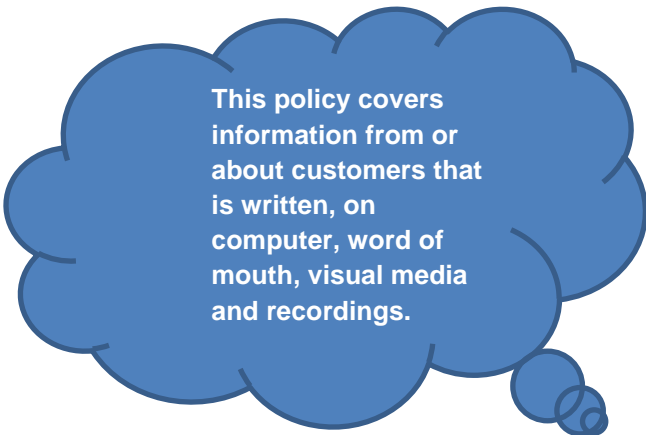 This policy covers
information from or
about customers that
is written, on
computer, word of
mouth, visual media
and recordings.